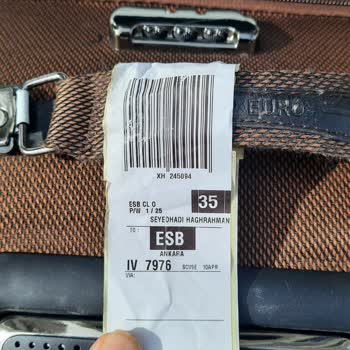 EURO
XH 245094
ESB CL 0
35
P/W 1 / 25
SEYEDHADI HAGHRAHMAN
TO :
ESB
ANKARA
IV 7976 10APR
VIA: